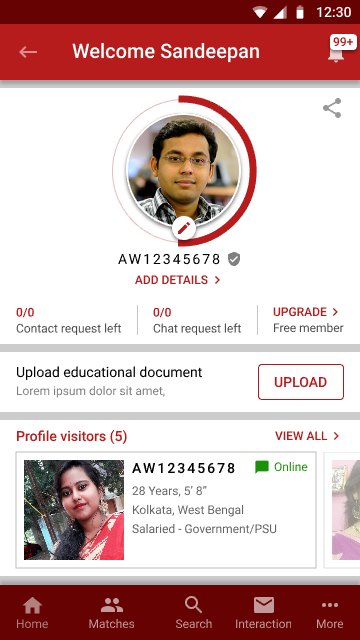 12:30
Welcome Sandeepan
99+
AW12345678
ADD DETAILS
0/0
Contact request left
0/0
Chat request left
UPGRADE
Free member
Upload educational document
Lorem ipsum dolor sit amet,
UPLOAD
Profile visitors (5)
VIEW ALL
AW12345678
Online
28 Years, 5’ 8”
Kolkata, West Bengal
Salaried - Government/PSU
Home
Matches
Search
Interaction
More